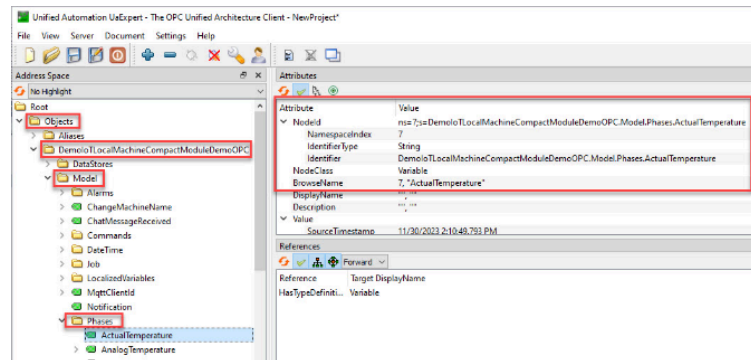 Unified Automation UaExpert - The OPC Unified Architecture Client - NewProject*
File View Server Document Settings Help
Address Space
No Highlight
Root
Objects
Aliases
DemoIoTLocalMachineCompactModuleDemoOPC
DataStores
Model
Alarms
ChangeMachineName
ChatMessageReceived
Commands
DateTime
Job
LocalizedVariables
MqttClientId
Notification
Phases
ActualTemperature
AnalogTemperature
Attributes
Attribute Value
NodeId ns=7;s=DemoIoTLocalMachineCompactModuleDemoOPC.Model.Phases.ActualTemperature
NamespaceIndex 7
IdentifierType String
Identifier DemoIoTLocalMachineCompactModuleDemoOPC.Model.Phases.ActualTemperature
NodeClass Variable
BrowseName 7, "ActualTemperature"
DisplayName "", ""
Description "", ""
Value
SourceTimestamp 11/30/2023 2:10:49.793 PM
References
Forward
Reference Target DisplayName
HasTypeDefiniti... Variable